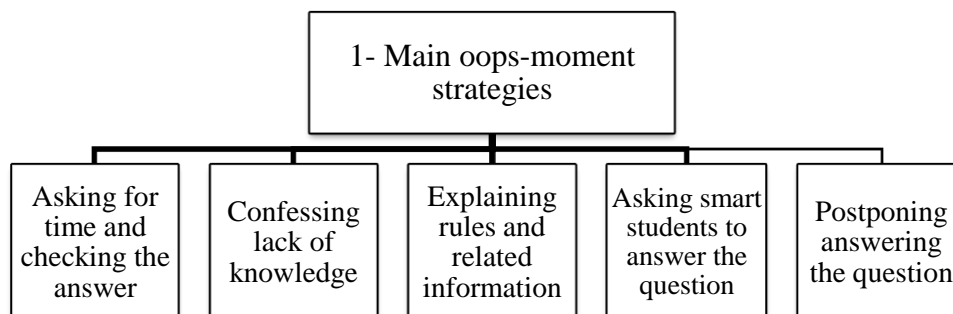 1- Main oops-moment
strategies
Asking for
time and
checking the
answer
Confessing
lack of
knowledge
Explaining
rules and
related
information
Asking smart
students to
answer the
question
Postponing
answering
the question